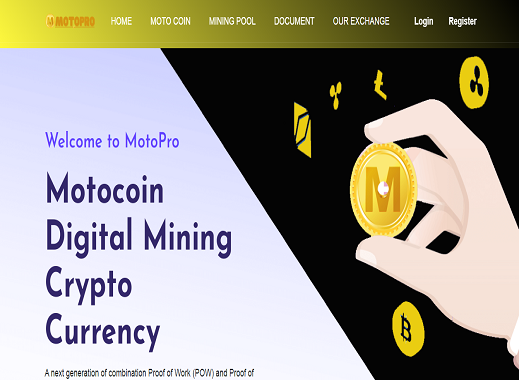 MOTOPRO
HOME MOTO COIN MINING POOL DOCUMENT OUR EXCHANGE Login Register
Welcome to MotoPro
Motocoin
Digital Mining
Crypto
Currency
A next generation of combination Proof of Work (POW) and Proof of
M